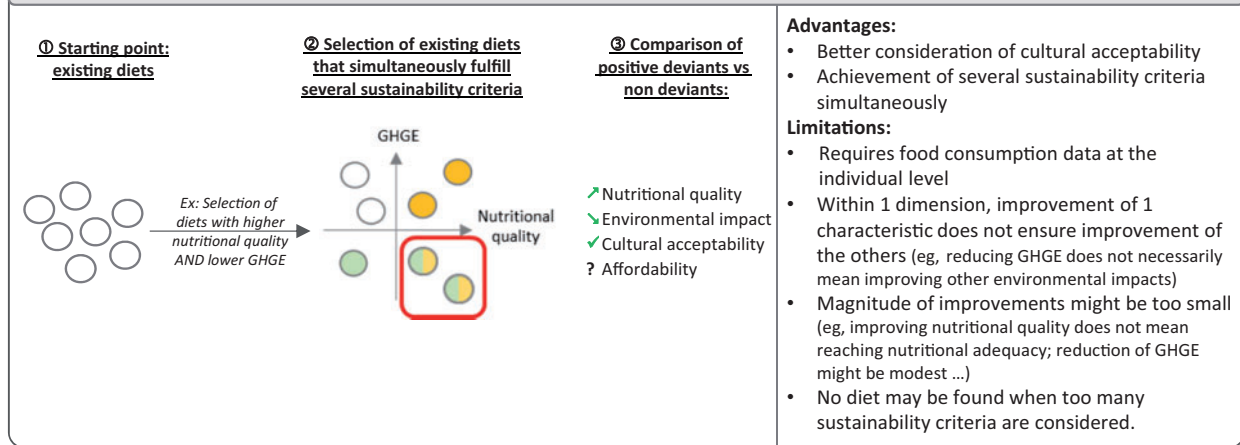 ① Starting point:
existing diets
② Selection of existing diets
that simultaneously fulfill
several sustainability criteria
③ Comparison of
positive deviants vs
non deviants:
Ex: Selection of
diets with higher
nutritional quality
AND lower GHGE
GHGE
Nutritional
quality
↗ Nutritional quality
↘ Environmental impact
✓ Cultural acceptability
? Affordability
Advantages:
• Better consideration of cultural acceptability
• Achievement of several sustainability criteria
simultaneously
Limitations:
• Requires food consumption data at the
individual level
• Within 1 dimension, improvement of 1
characteristic does not ensure improvement of
the others (eg, reducing GHGE does not necessarily
mean improving other environmental impacts)
• Magnitude of improvements might be too small
(eg, improving nutritional quality does not mean
reaching nutritional adequacy; reduction of GHGE
might be modest ...)
• No diet may be found when too many
sustainability criteria are considered.